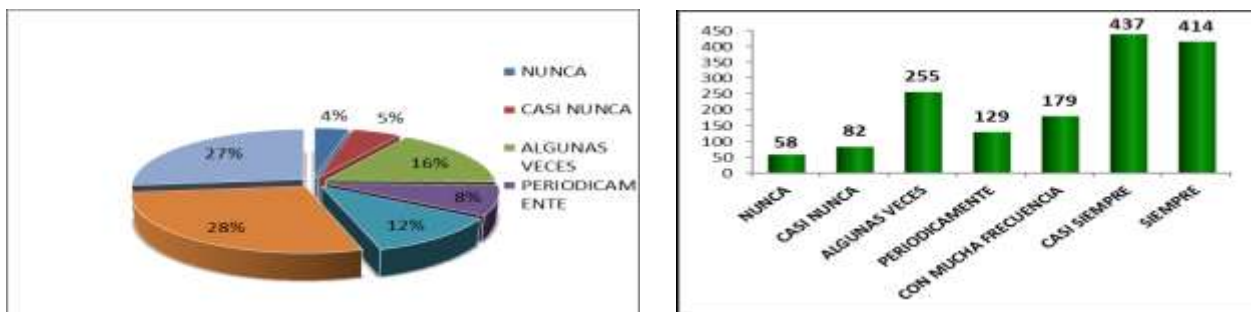 NUNCA
CASI NUNCA
ALGUNAS
VECES
PERIODICAM
ENTE
4%
5%
16%
8%
12%
28%
27%
450
400
350
300
250
200
150
100
50
0
58
82
255
129
179
437
414
NUNCA
CASI NUNCA
ALGUNAS VECES
PERIODICAMENTE
CON MUCHA FRECUENCIA
CASI SIEMPRE
SIEMPRE